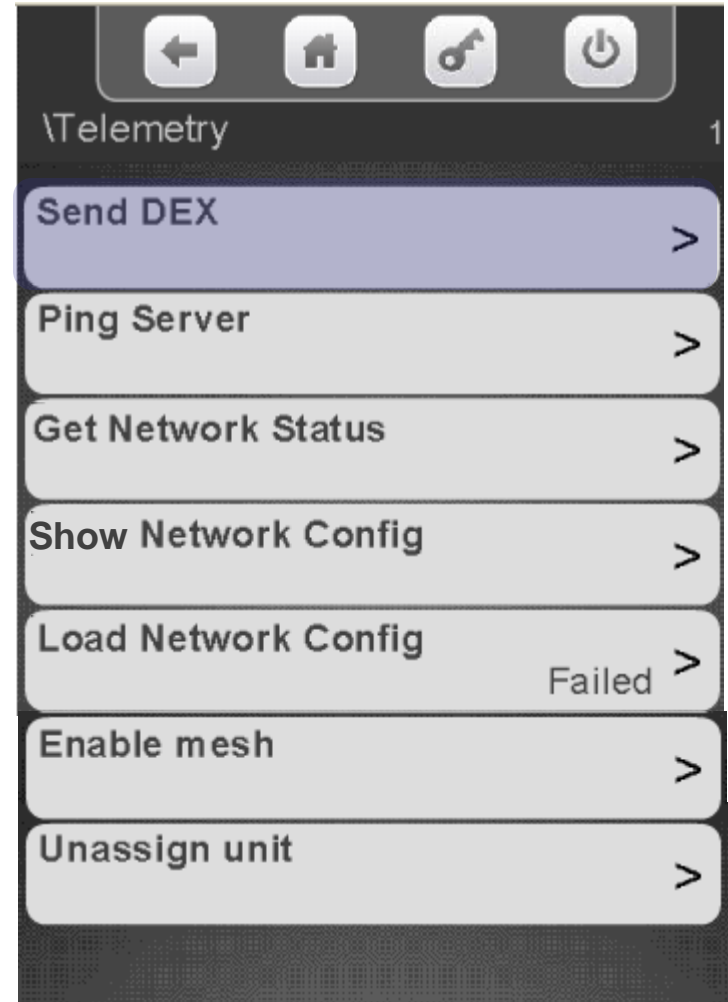 \Telemetry 1
Send DEX
>
Ping Server
>
Get Network Status
>
Show Network Config
>
Load Network Config
Failed >
Enable mesh
>
Unassign unit
>